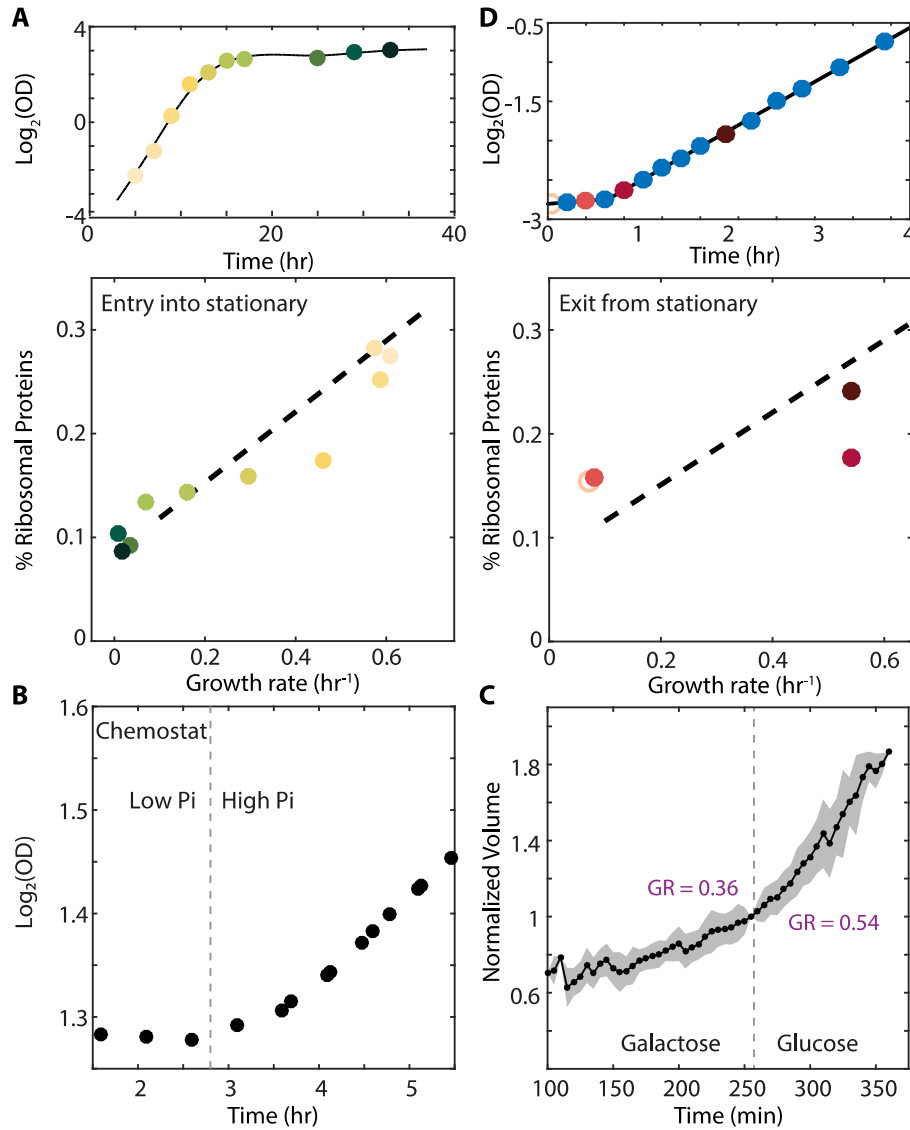 A
4
0
-4
Log₂(OD)
0
20
40
Time (hr)
Entry into stationary
0.3
0.2
0.1
0
% Ribosomal Proteins
0
0.2
0.4
0.6
Growth rate (hr⁻¹)
D
-0.5
-1.5
-3
Log₂(OD)
0
1
2
3
4
Time (hr)
Exit from stationary
0.3
0.2
0.1
0
% Ribosomal Proteins
0
0.2
0.4
0.6
Growth rate (hr⁻¹)
B
1.6
1.5
1.4
1.3
Log₂(OD)
Chemostat
Low Pi
High Pi
2
3
4
5
Time (hr)
C
1.8
1.4
1
0.6
Normalized Volume
GR = 0.36
GR = 0.54
Galactose
Glucose
100
150
200
250
300
350
Time (min)